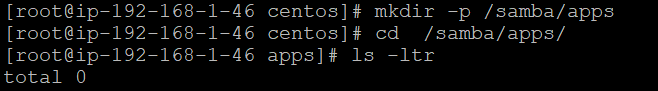 [root@ip-192-168-1-46 centos]# mkdir -p /samba/apps
[root@ip-192-168-1-46 centos]# cd  /samba/apps/
[root@ip-192-168-1-46 apps]# ls -ltr
total 0